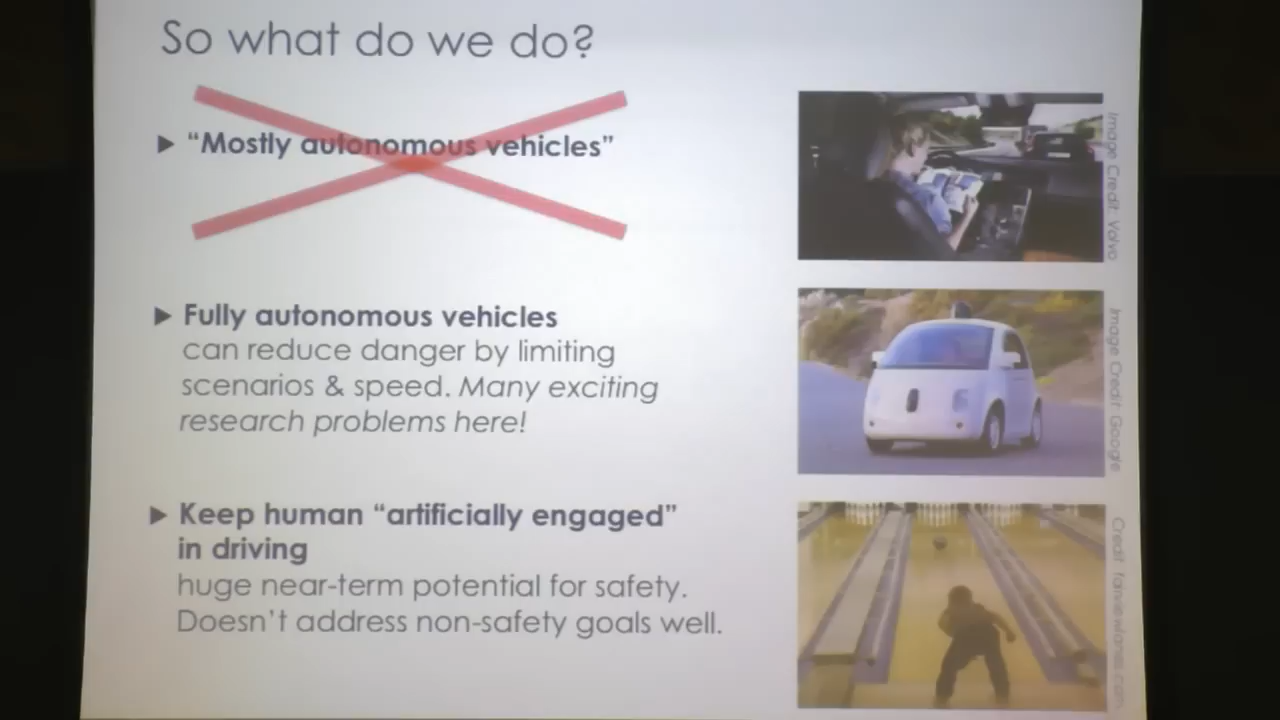 So what do we do?
▶ “Mostly autonomous vehicles”
Image Credit: Volvo
▶ Fully autonomous vehicles
can reduce danger by limiting
scenarios & speed. Many exciting
research problems here!
Image Credit: Google
▶ Keep human “artificially engaged”
in driving
huge near-term potential for safety.
Doesn’t address non-safety goals well.
Credit: